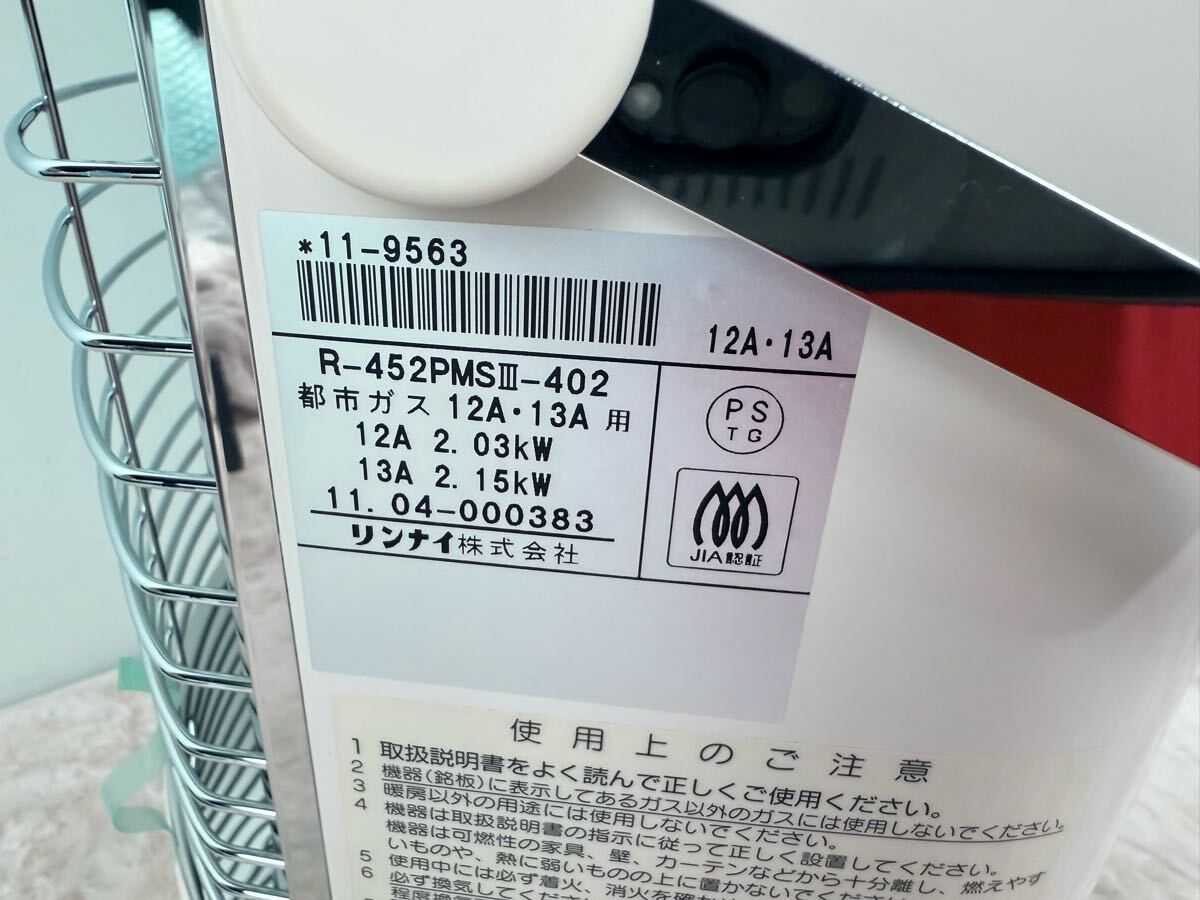 *11-9563
12A・13A
R-452PMSⅢ-402
都市ガス 12A・13A 用
12A 2.03kW
13A 2.15kW
11.04-000383
リンナイ株式会社
PS
TG
JIA認証
使用上のご注意
1 取扱説明書をよく読んで正しくご使用ください。
2 機器(銘板)に表示してあるガス以外のガスには使用しないでください。
3 暖房以外の用途には使用しないでください。
4 機器は取扱説明書の指示に従って正しく設置してください。
機器は可燃性の家具、壁、カーテンなどから十分離し、燃えやす
いものや、熱に弱いものの上に置かないでください。
5 使用中には必ず着火、消火を確
6 必ず換気してくださ
程度換気